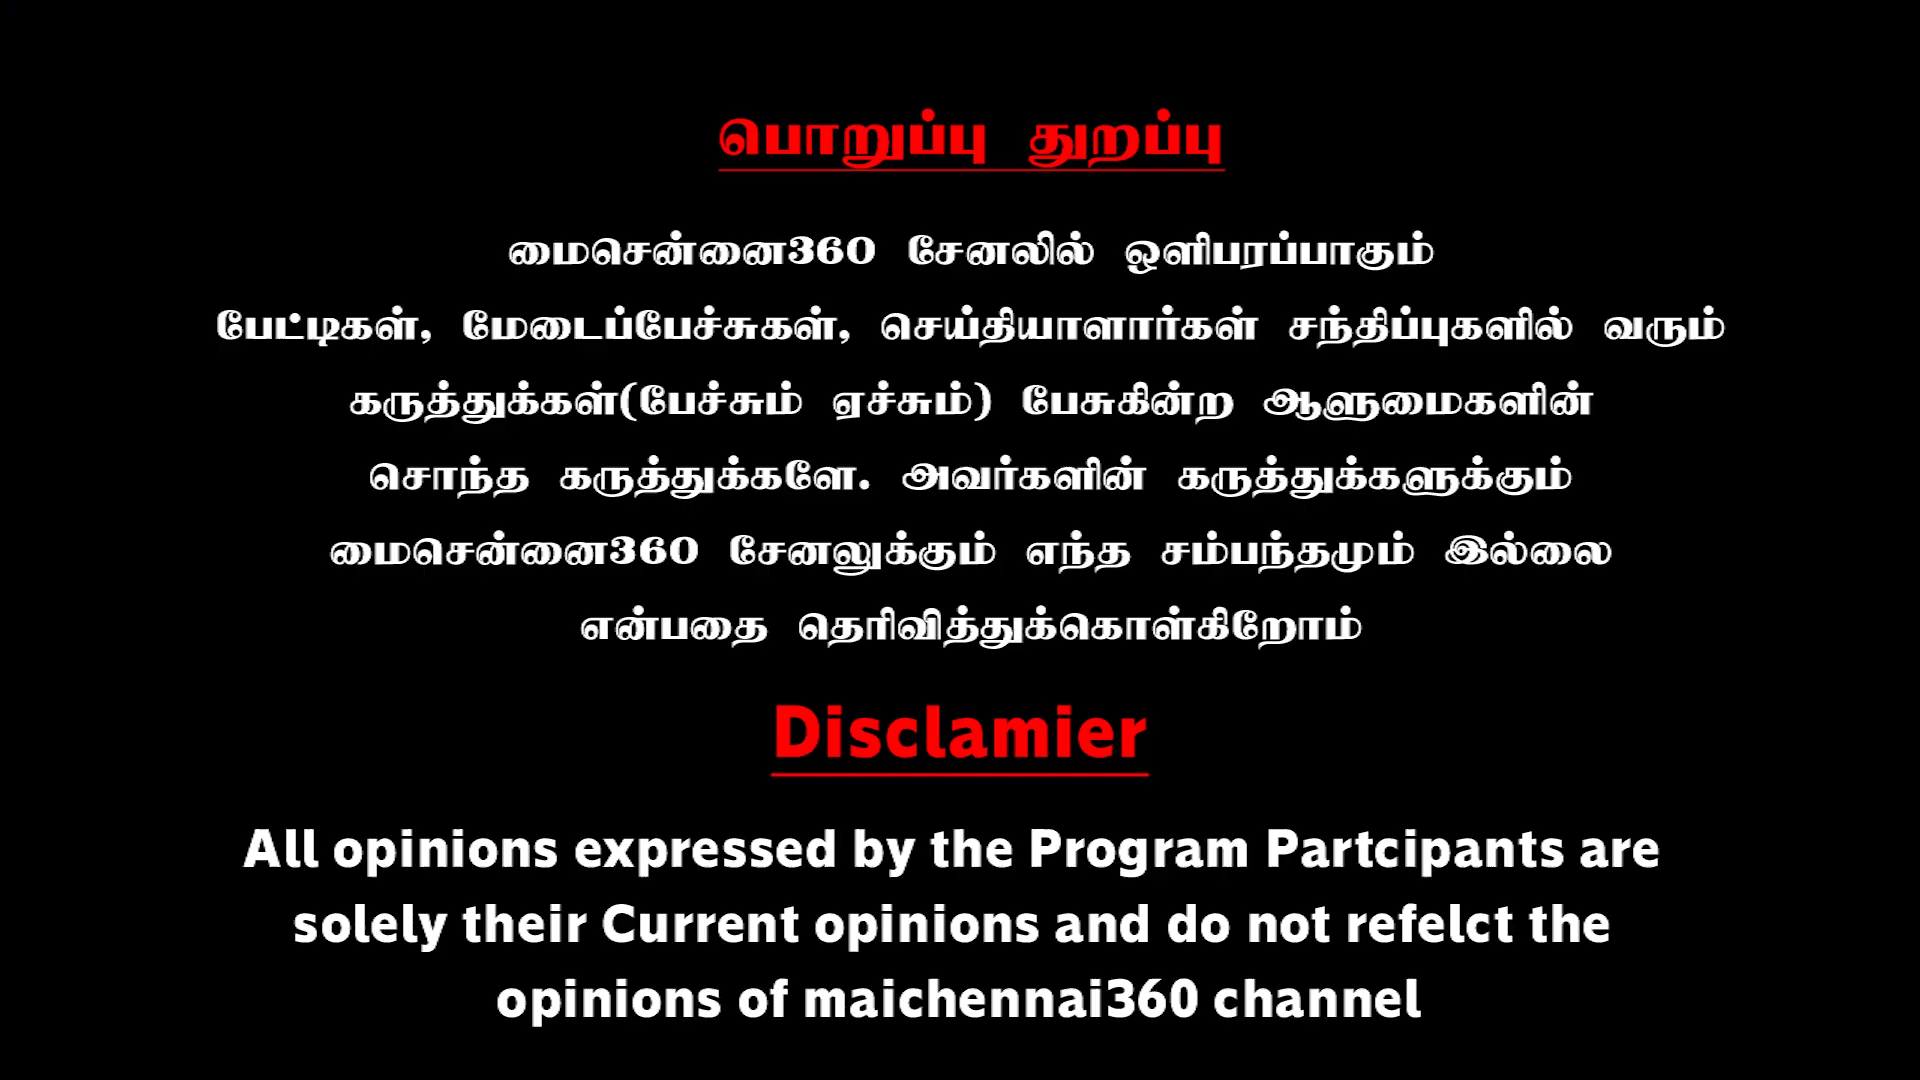 பொறுப்பு துறப்பு
மைசென்னை360 சேனலில் ஒளிபரப்பாகும்
பேட்டிகள், மேடைப்பேச்சுகள், செய்தியாளார்கள் சந்திப்புகளில் வரும்
கருத்துக்கள்(பேச்சும் ஏச்சும்) பேசுகின்ற ஆளுமைகளின்
சொந்த கருத்துக்களே. அவர்களின் கருத்துக்களுக்கும்
மைசென்னை360 சேனலுக்கும் எந்த சம்பந்தமும் இல்லை
என்பதை தெரிவித்துக்கொள்கிறோம்
Disclamier
All opinions expressed by the Program Partcipants are
solely their Current opinions and do not refelct the
opinions of maichennai360 channel